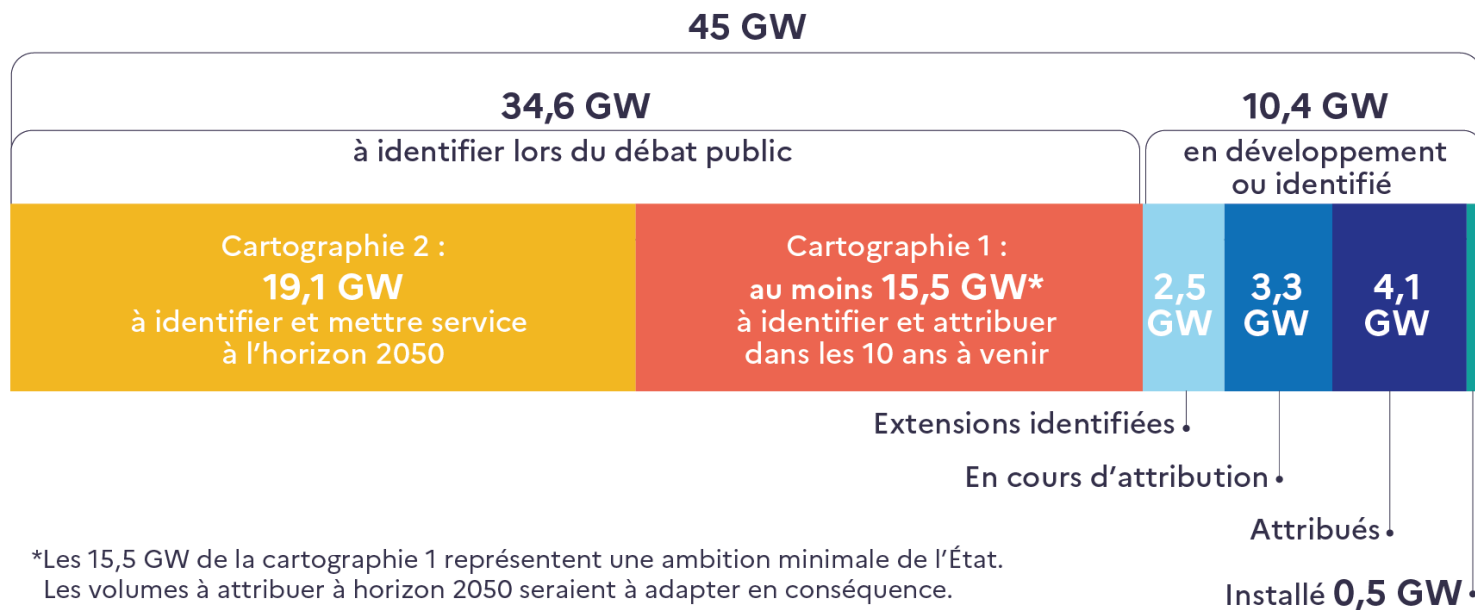 45 GW
34,6 GW
à identifier lors du débat public
10,4 GW
en développement
ou identifié
Cartographie 2 :
19,1 GW
à identifier et mettre service
à l’horizon 2050
Cartographie 1 :
au moins 15,5 GW*
à identifier et attribuer
dans les 10 ans à venir
2,5
GW
3,3
GW
4,1
GW
Extensions identifiées
En cours d’attribution
Attribués
Installé 0,5 GW
*Les 15,5 GW de la cartographie 1 représentent une ambition minimale de l’État.
Les volumes à attribuer à horizon 2050 seraient à adapter en conséquence.